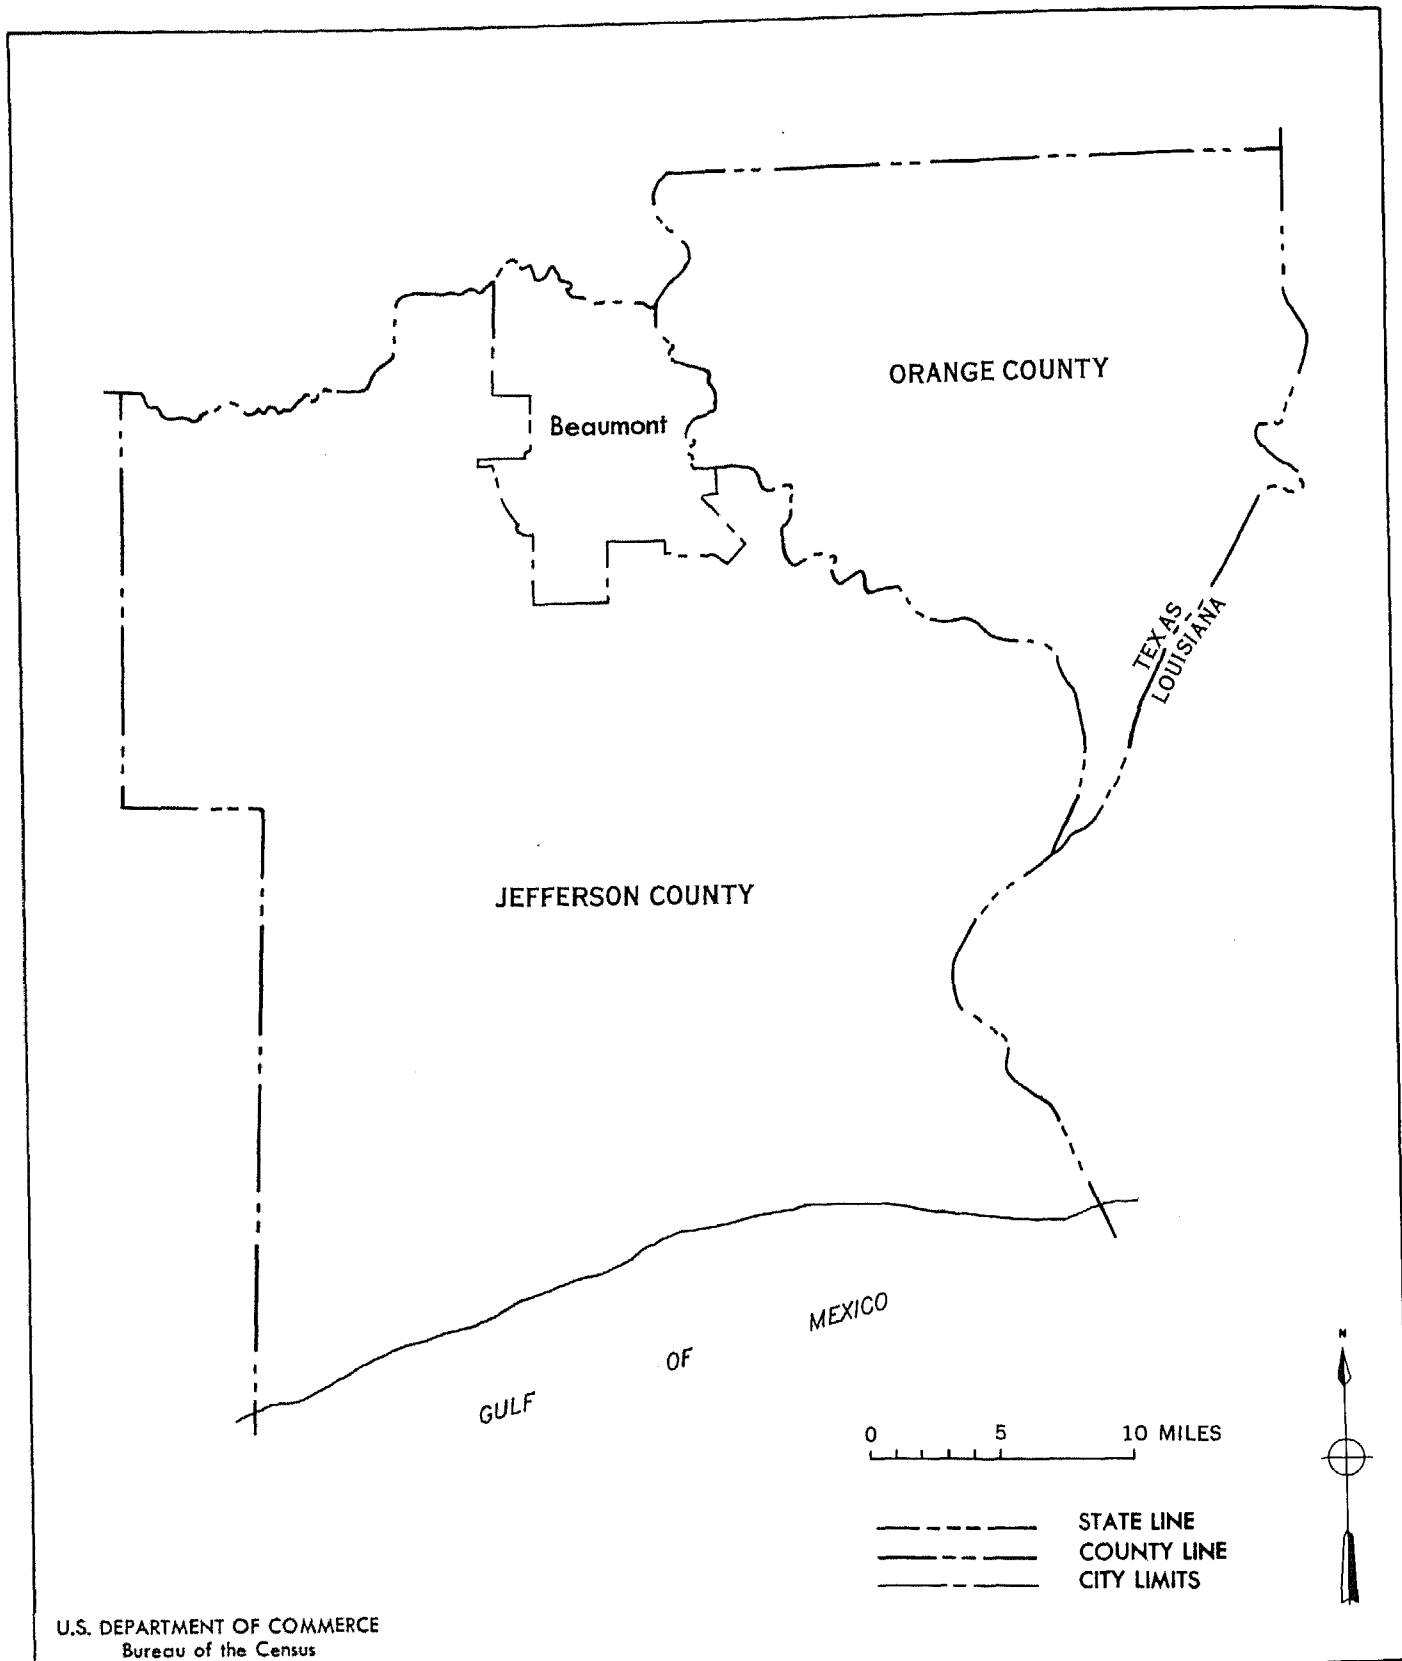 ORANGE COUNTY
Beaumont
TEXAS
LOUISIANA
JEFFERSON COUNTY
GULF OF MEXICO
N
0 5 10 MILES
STATE LINE
COUNTY LINE
CITY LIMITS
U.S. DEPARTMENT OF COMMERCE
Bureau of the Census